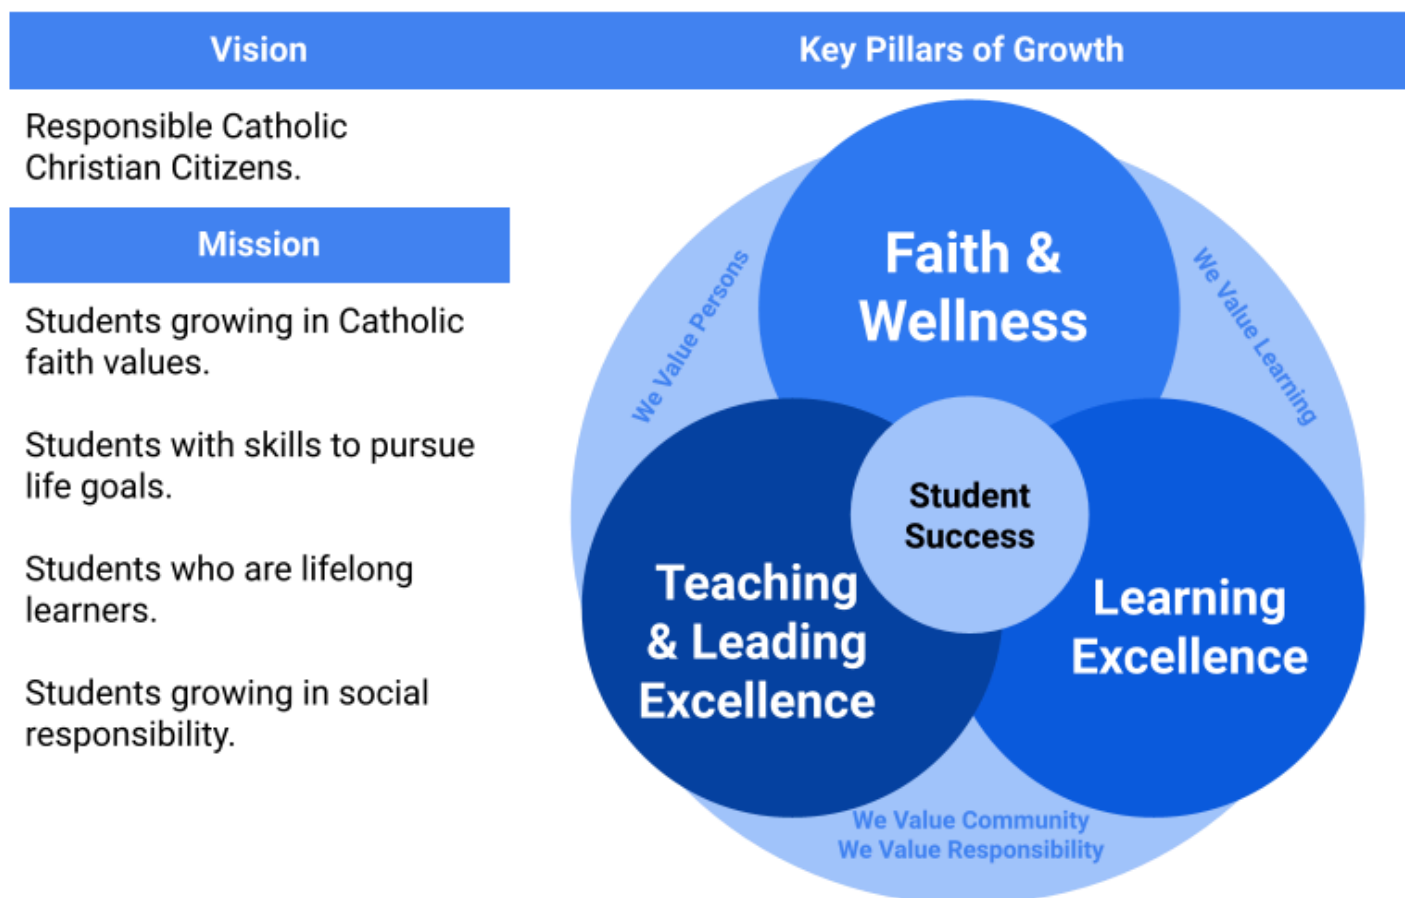 Vision
Key Pillars of Growth
Responsible Catholic
Christian Citizens.
Mission
Students growing in Catholic
faith values.
Students with skills to pursue
life goals.
Students who are lifelong
learners.
Students growing in social
responsibility.
Faith &
Wellness
We Value Persons
We Value Learning
Student
Success
Teaching
& Leading
Excellence
Learning
Excellence
We Value Community
We Value Responsibility